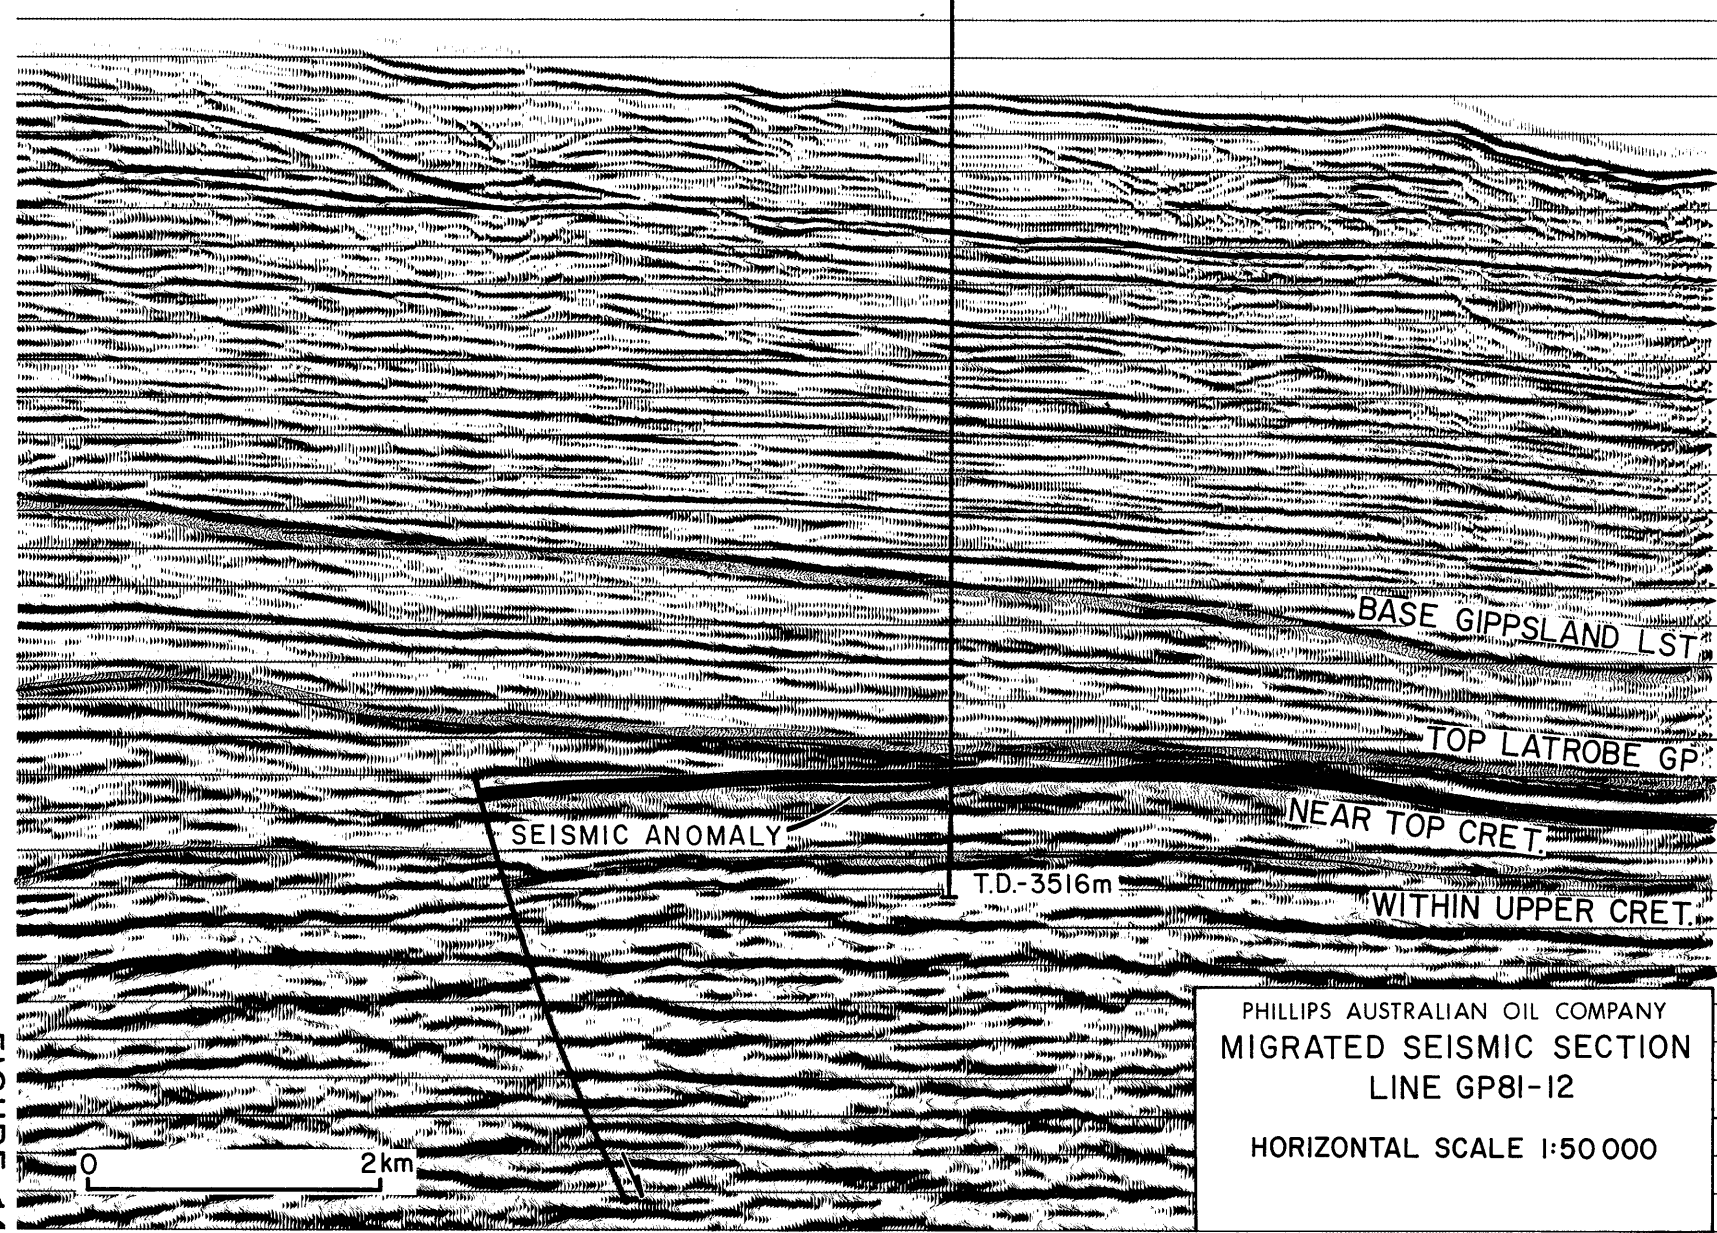 BASE GIPPSLAND LST
TOP LATROBE GP
NEAR TOP CRET.
SEISMIC ANOMALY
T.D.-3516m
WITHIN UPPER CRET.
PHILLIPS AUSTRALIAN OIL COMPANY
MIGRATED SEISMIC SECTION
LINE GP81-12
HORIZONTAL SCALE 1:50 000
0 2km